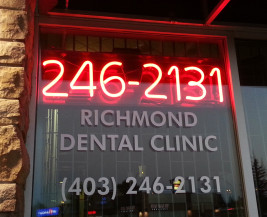 246-2131
RICHMOND
DENTAL CLINIC
(403) 246-2131